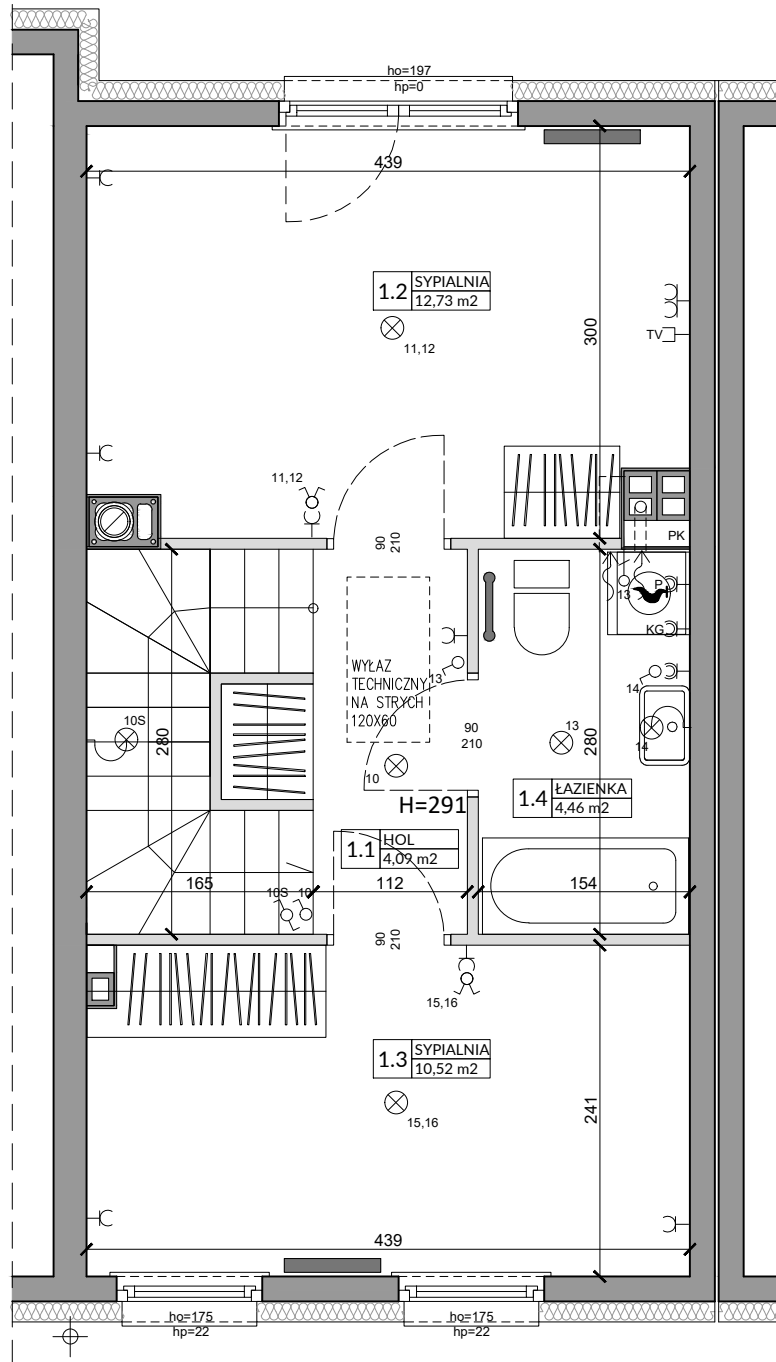 ho=197
hp=0
439
1.2 SYPIALNIA
12,73 m2
11,12
300
TV
11,12
90
210
PK
13
P
KG
WYŁAZ
TECHNICZNY
NA STRYCH
120X60
13
14
10S
280
90
210
13
280
14
10
H=291
1.4 ŁAZIENKA
4,46 m2
1.1 HOL
4,09 m2
165
10S
10
112
154
90
210
15,16
1.3 SYPIALNIA
10,52 m2
15,16
241
439
ho=175
hp=22
ho=175
hp=22